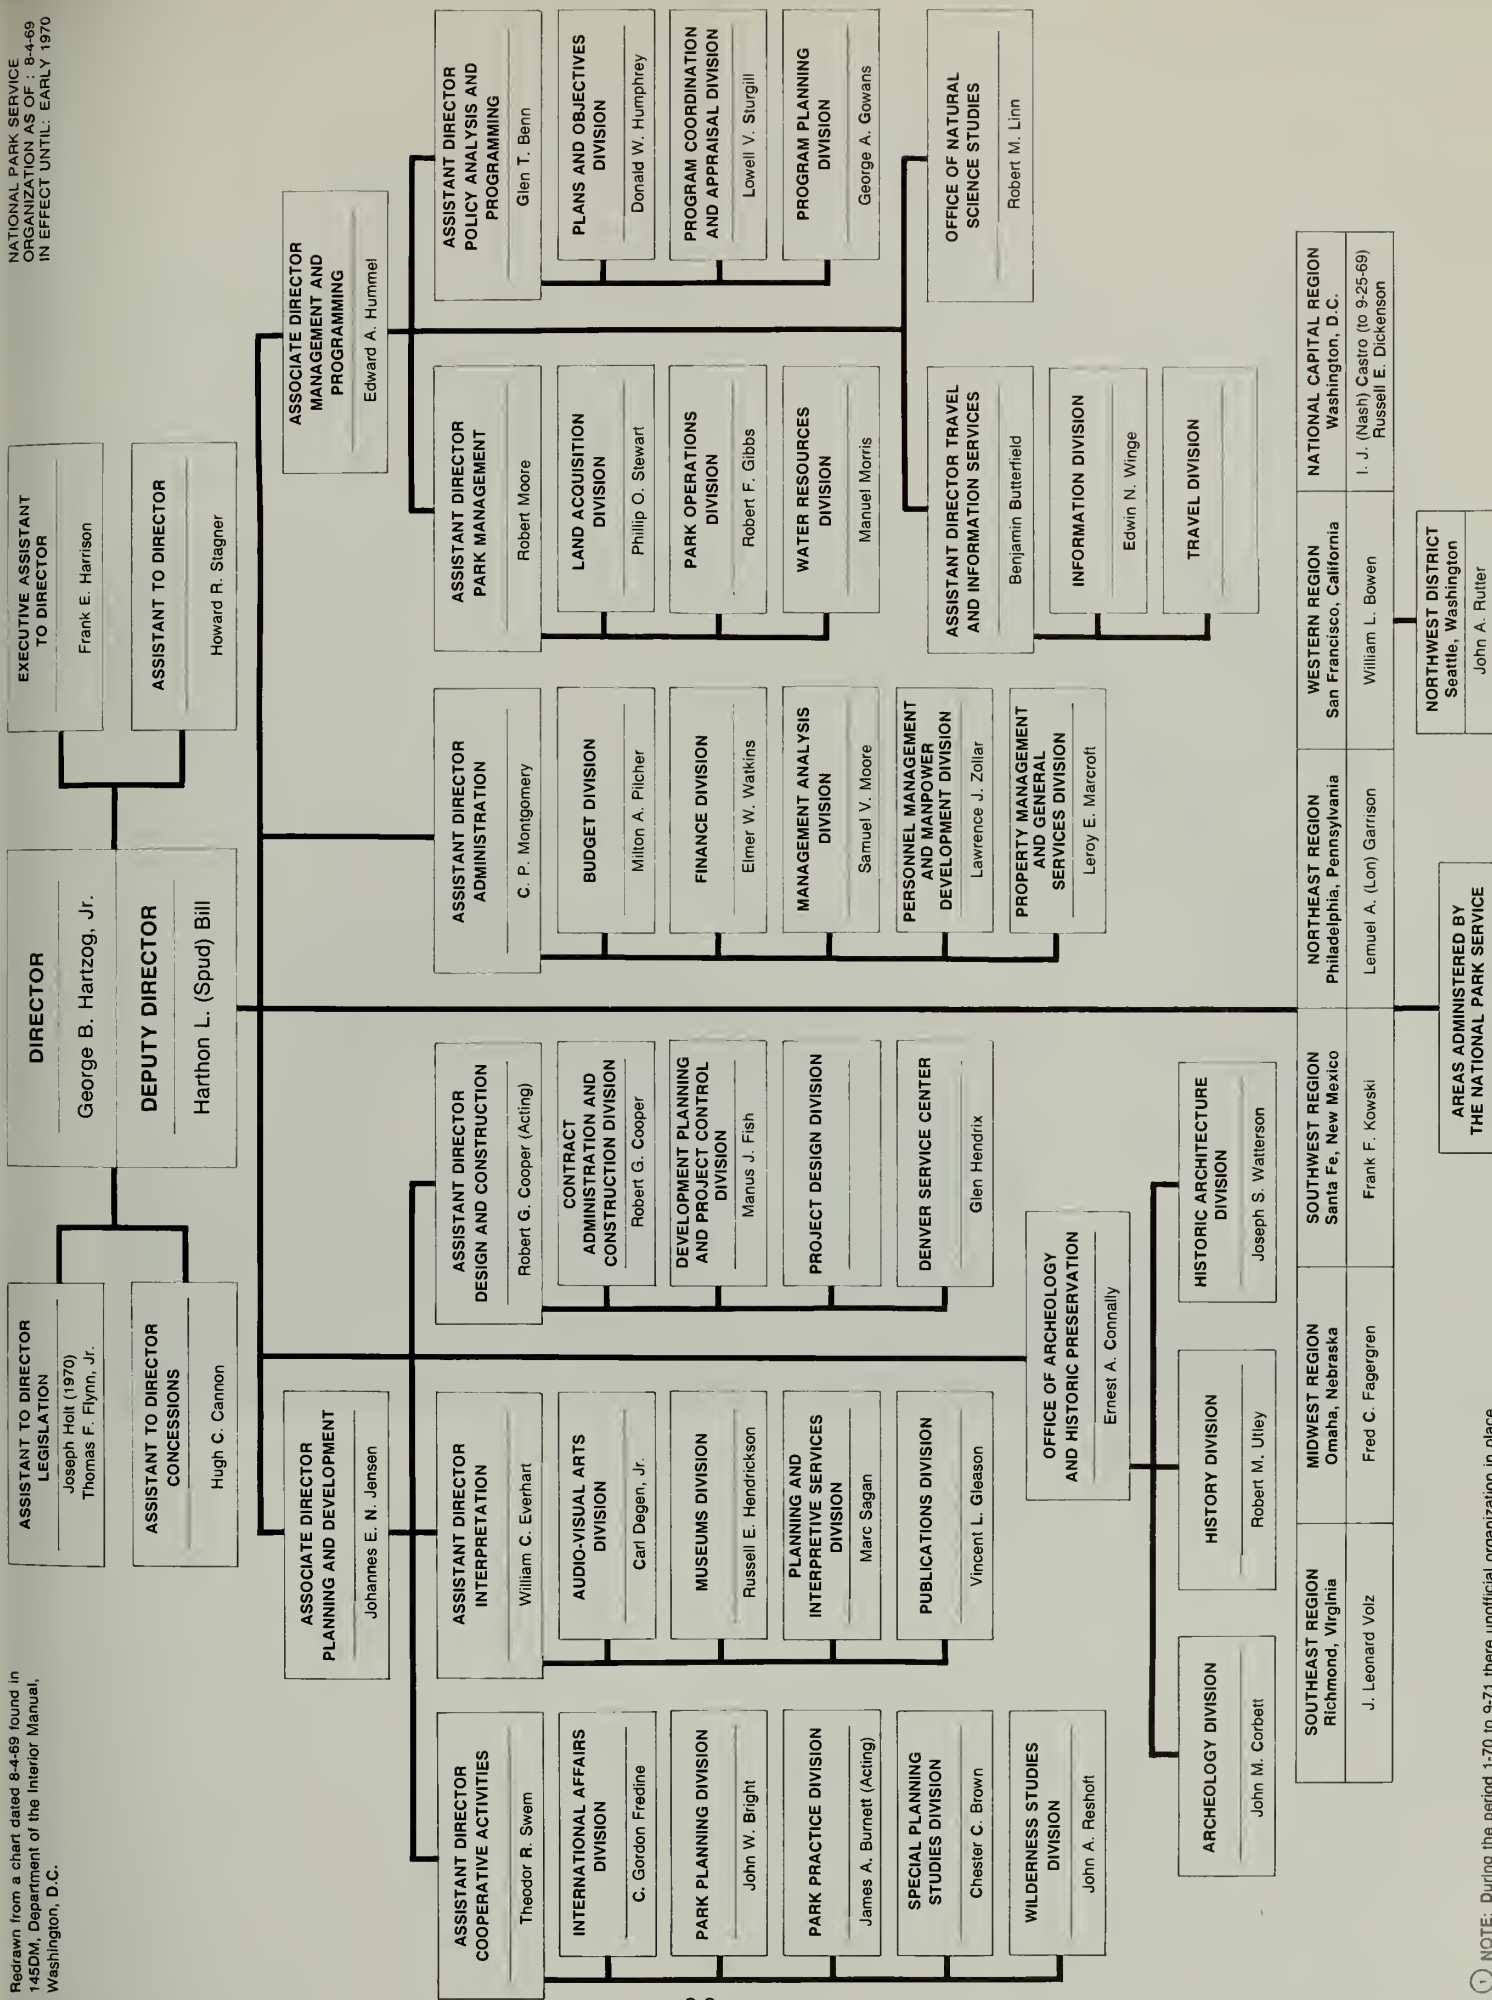 Redrawn from a chart dated 8-4-69 found in
145DM, Department of the Interior Manual,
Washington, D.C.
NATIONAL PARK SERVICE
ORGANIZATION AS OF : 8-4-69
IN EFFECT UNTIL: EARLY 1970
ASSISTANT TO DIRECTOR
LEGISLATION
Joseph Holt (1970)
Thomas F. Flynn, Jr.
ASSISTANT TO DIRECTOR
CONCESSIONS
Hugh C. Cannon
DIRECTOR
George B. Hartzog, Jr.
DEPUTY DIRECTOR
Harthon L. (Spud) Bill
EXECUTIVE ASSISTANT
TO DIRECTOR
Frank E. Harrison
ASSISTANT TO DIRECTOR
Howard R. Stagner
ASSOCIATE DIRECTOR
PLANNING AND DEVELOPMENT
Johannes E. N. Jensen
ASSOCIATE DIRECTOR
MANAGEMENT AND
PROGRAMMING
Edward A. Hummel
ASSISTANT DIRECTOR
COOPERATIVE ACTIVITIES
Theodor R. Swem
INTERNATIONAL AFFAIRS
DIVISION
C. Gordon Fredine
PARK PLANNING DIVISION
John W. Bright
PARK PRACTICE DIVISION
James A. Burnett (Acting)
SPECIAL PLANNING
STUDIES DIVISION
Chester C. Brown
WILDERNESS STUDIES
DIVISION
John A. Reshoft
ASSISTANT DIRECTOR
INTERPRETATION
William C. Everhart
AUDIO-VISUAL ARTS
DIVISION
Carl Degen, Jr.
MUSEUMS DIVISION
Russell E. Hendrickson
PLANNING AND
INTERPRETIVE SERVICES
DIVISION
Marc Sagan
PUBLICATIONS DIVISION
Vincent L. Gleason
ASSISTANT DIRECTOR
DESIGN AND CONSTRUCTION
Robert G. Cooper (Acting)
CONTRACT
ADMINISTRATION AND
CONSTRUCTION DIVISION
Robert G. Cooper
DEVELOPMENT PLANNING
AND PROJECT CONTROL
DIVISION
Manus J. Fish
PROJECT DESIGN DIVISION
DENVER SERVICE CENTER
Glen Hendrix
ASSISTANT DIRECTOR
ADMINISTRATION
C. P. Montgomery
BUDGET DIVISION
Milton A. Pilcher
FINANCE DIVISION
Elmer W. Watkins
MANAGEMENT ANALYSIS
DIVISION
Samuel V. Moore
PERSONNEL MANAGEMENT
AND MANPOWER
DEVELOPMENT DIVISION
Lawrence J. Zollar
PROPERTY MANAGEMENT
AND GENERAL
SERVICES DIVISION
Leroy E. Marcroft
ASSISTANT DIRECTOR
PARK MANAGEMENT
Robert Moore
LAND ACQUISITION
DIVISION
Phillip O. Stewart
PARK OPERATIONS
DIVISION
Robert F. Gibbs
WATER RESOURCES
DIVISION
Manuel Morris
ASSISTANT DIRECTOR
POLICY ANALYSIS AND
PROGRAMMING
Glen T. Benn
PLANS AND OBJECTIVES
DIVISION
Donald W. Humphrey
PROGRAM COORDINATION
AND APPRAISAL DIVISION
Lowell V. Sturgill
PROGRAM PLANNING
DIVISION
George A. Gowans
ASSISTANT DIRECTOR TRAVEL
AND INFORMATION SERVICES
Benjamin Butterfield
INFORMATION DIVISION
Edwin N. Winge
TRAVEL DIVISION
OFFICE OF NATURAL
SCIENCE STUDIES
Robert M. Linn
OFFICE OF ARCHEOLOGY
AND HISTORIC PRESERVATION
Ernest A. Connally
ARCHEOLOGY DIVISION
John M. Corbett
HISTORY DIVISION
Robert M. Utley
HISTORIC ARCHITECTURE
DIVISION
Joseph S. Watterson
SOUTHEAST REGION
Richmond, Virginia
J. Leonard Volz
MIDWEST REGION
Omaha, Nebraska
Fred C. Fagergren
SOUTHWEST REGION
Santa Fe, New Mexico
Frank F. Kowski
NORTHEAST REGION
Philadelphia, Pennsylvania
Lemuel A. (Lon) Garrison
WESTERN REGION
San Francisco, California
William L. Bowen
NATIONAL CAPITAL REGION
Washington, D.C.
I. J. (Nash) Castro (to 9-25-69)
Russell E. Dickenson
AREAS ADMINISTERED BY
THE NATIONAL PARK SERVICE
NORTHWEST DISTRICT
Seattle, Washington
John A. Rutter
1 NOTE: During the period 1-70 to 9-71 there unofficial organization in place